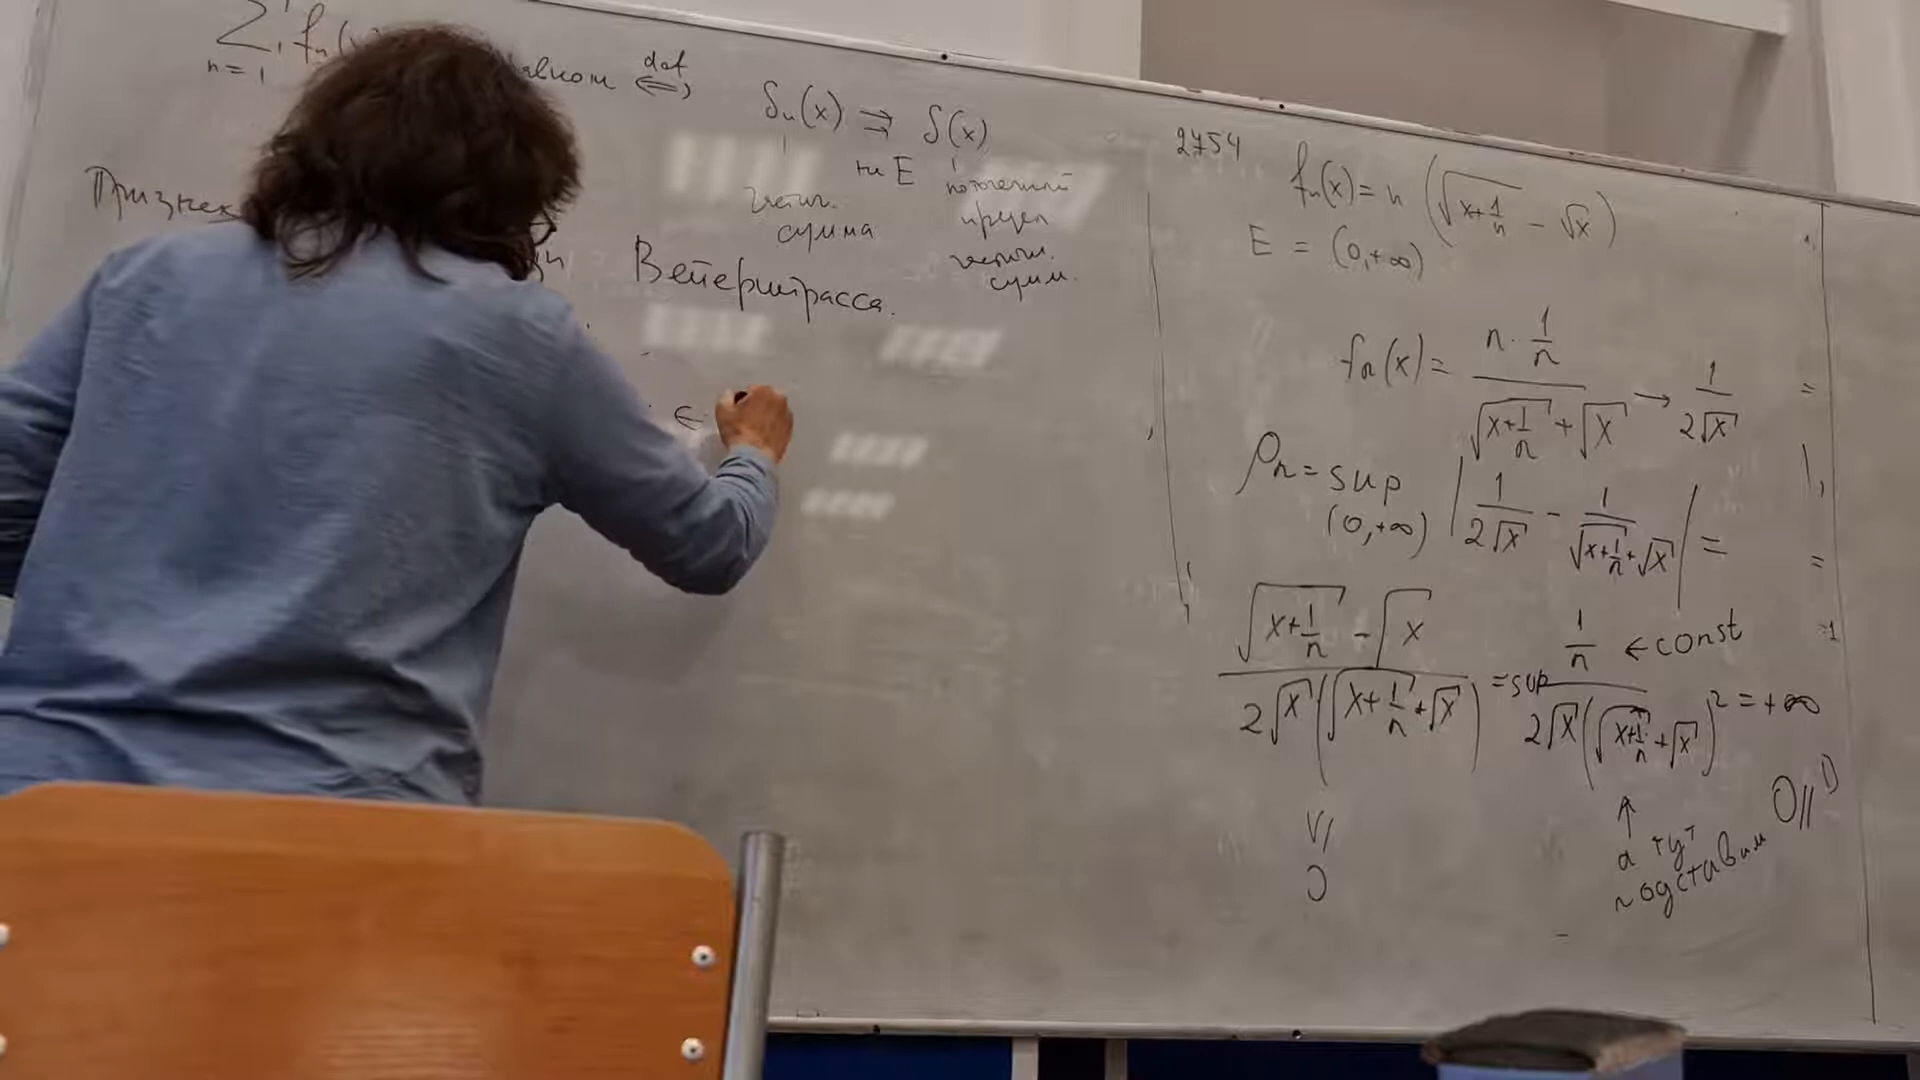 ∑ fₙ(
n=1
def
⟺
Sₙ(x) ⇉ S(x)
на E
частич.
сумма
поточечный
предел
частич.
сумм.
Признак
Вейерштрасса.
∈
2754
fₙ(x) = n (√(x+1/n) − √x)
E = (0,+∞)
fₙ(x) = (n · 1/n)/(√(x+1/n) + √x) → 1/(2√x)
ρₙ = sup |1/(2√x) − 1/(√(x+1/n)+√x)| =
(0,+∞)
(√(x+1/n) − √x)/(2√x(√(x+1/n)+√x)) = sup (1/n)/(2√x(√(x+1/n)+√x)²) = +∞
← const
V/
0
↑
а тут
подставим 0//